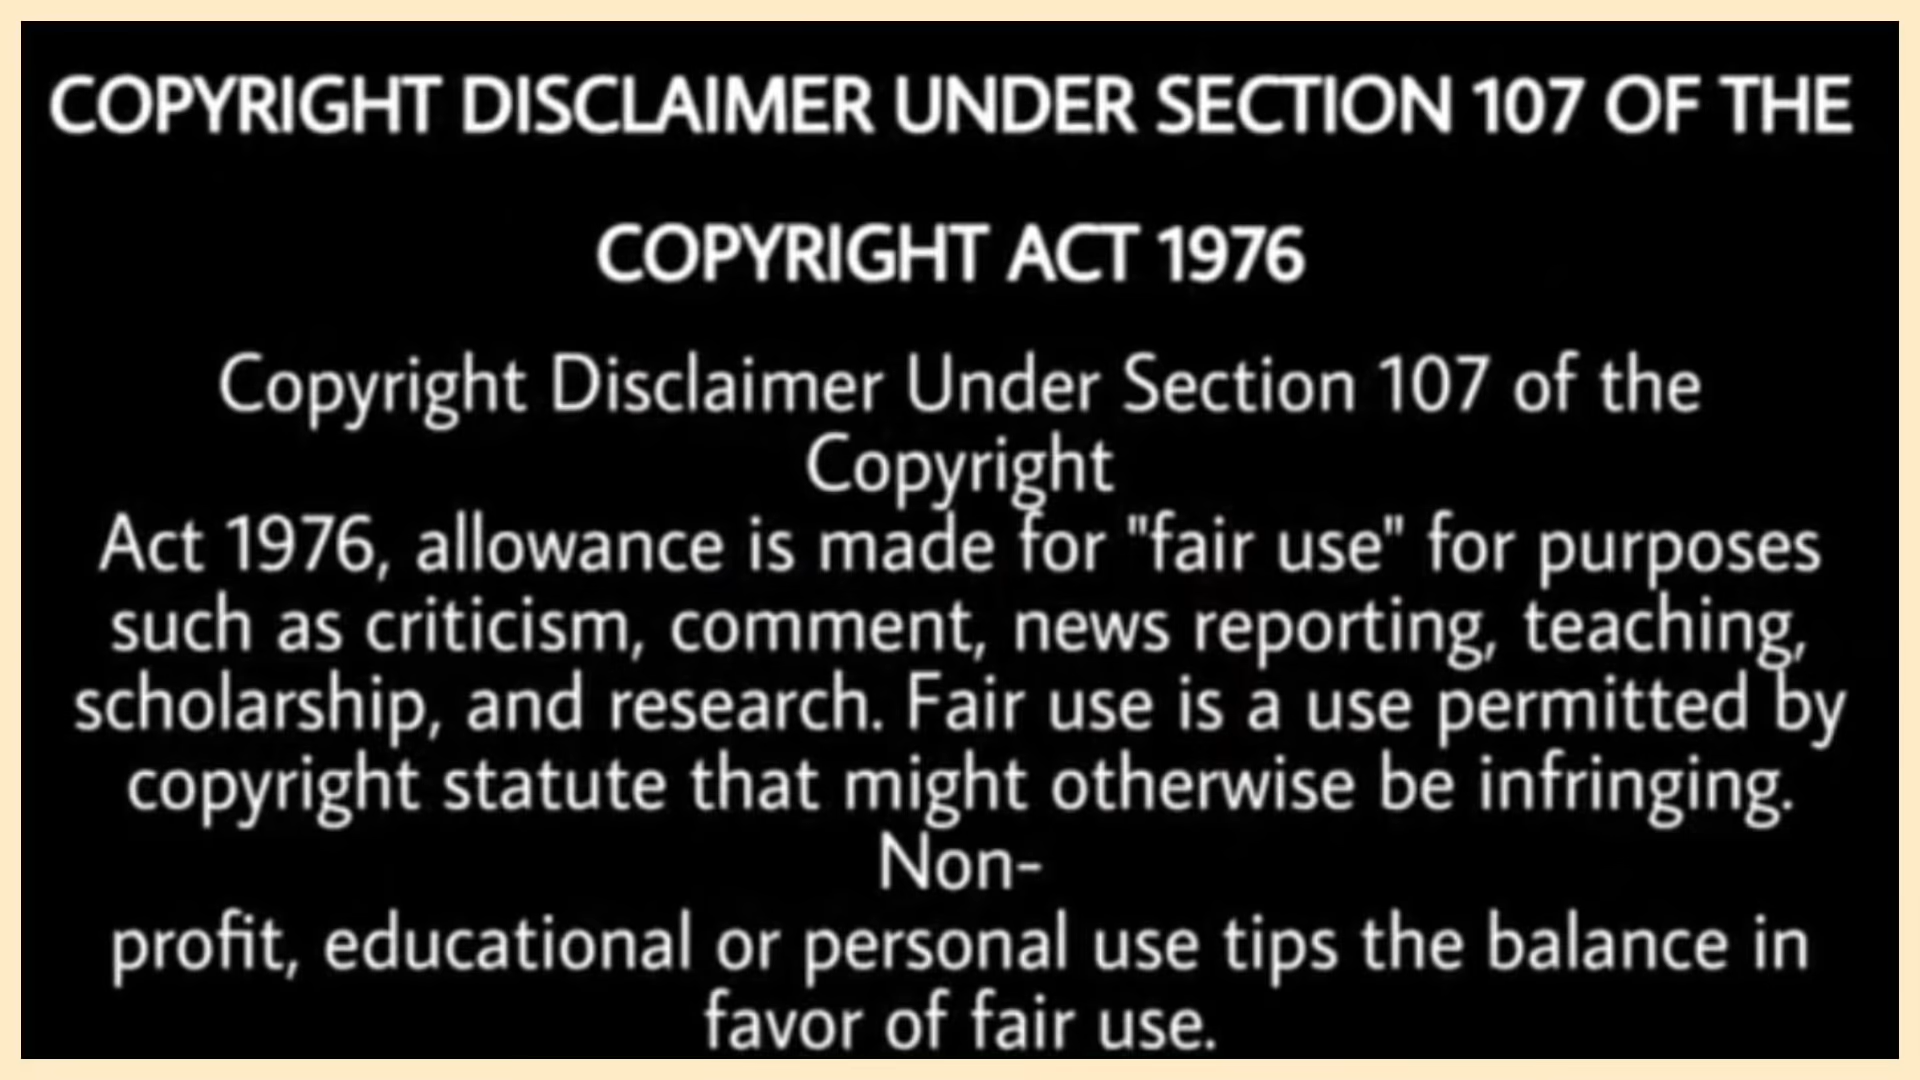 COPYRIGHT DISCLAIMER UNDER SECTION 107 OF THE
COPYRIGHT ACT 1976
Copyright Disclaimer Under Section 107 of the
Copyright
Act 1976, allowance is made for "fair use" for purposes
such as criticism, comment, news reporting, teaching,
scholarship, and research. Fair use is a use permitted by
copyright statute that might otherwise be infringing.
Non-
profit, educational or personal use tips the balance in
favor of fair use.